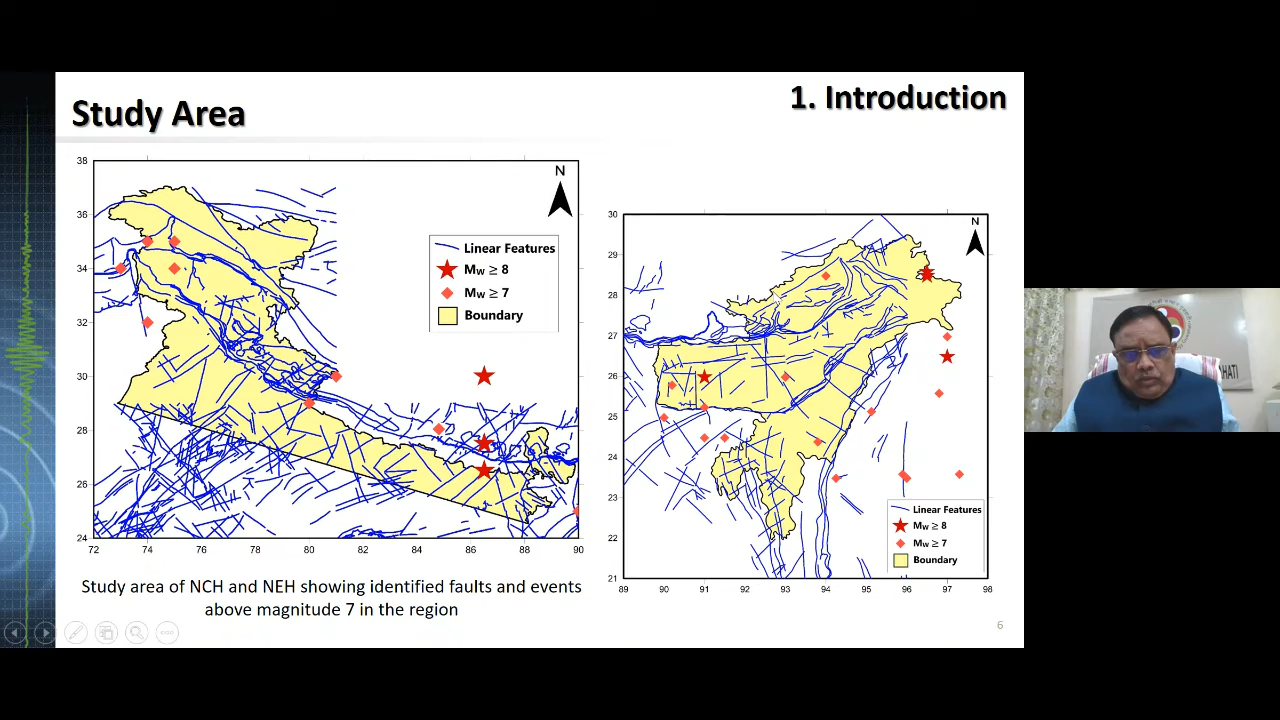 Study Area
1. Introduction
38
36
34
32
30
28
26
24
72
74
76
78
80
84
86
88
90
N
Linear Features
Mw ≥ 8
Mw ≥ 7
Boundary
30
29
28
27
26
25
24
23
22
21
89
90
91
92
93
94
95
96
97
98
N
Linear Features
Mw ≥ 8
Mw ≥ 7
Boundary
Study area of NCH and NEH showing identified faults and events
above magnitude 7 in the region
6
HATI